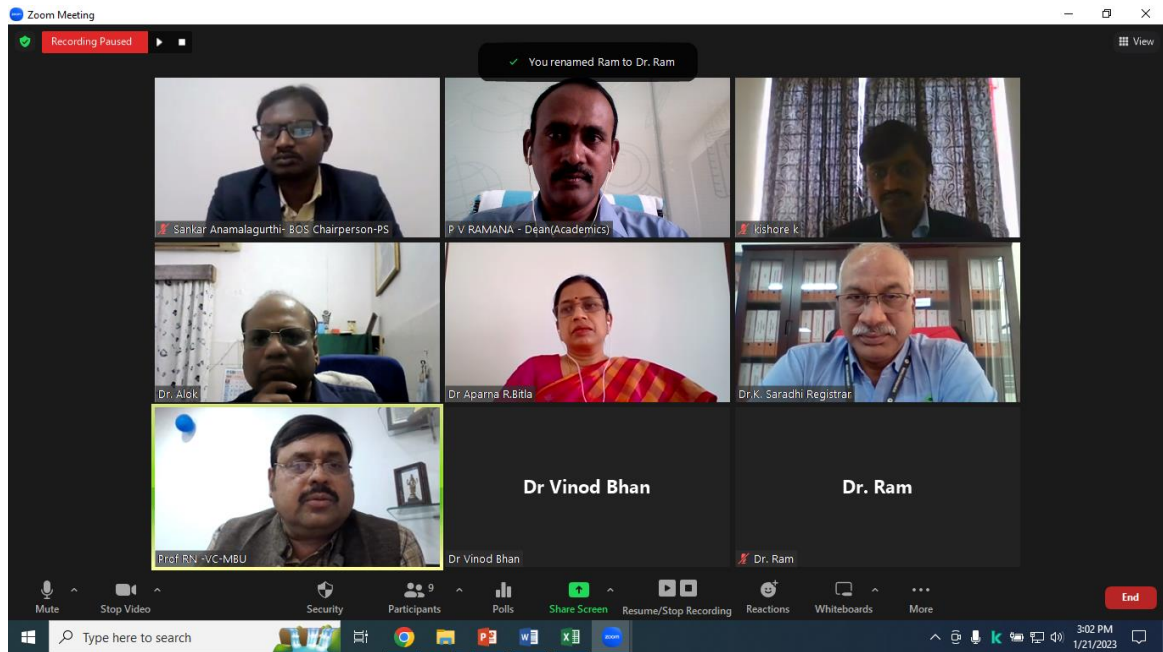 Zoom Meeting
Recording Paused
You renamed Ram to Dr. Ram
View
Sankar Anamalagurthi- BOS Chairperson-PS
P V RAMANA - Dean(Academics)
kishore k
Dr. Alok
Dr Aparna R.Bitla
Dr.K. Saradhi Registrar
Prof RN -VC-MBU
Dr Vinod Bhan
Dr Vinod Bhan
Dr. Ram
Dr. Ram
Mute
Stop Video
Security
9
Participants
Polls
Share Screen
Resume/Stop Recording
Reactions
Whiteboards
More
End
Type here to search
3:02 PM
1/21/2023